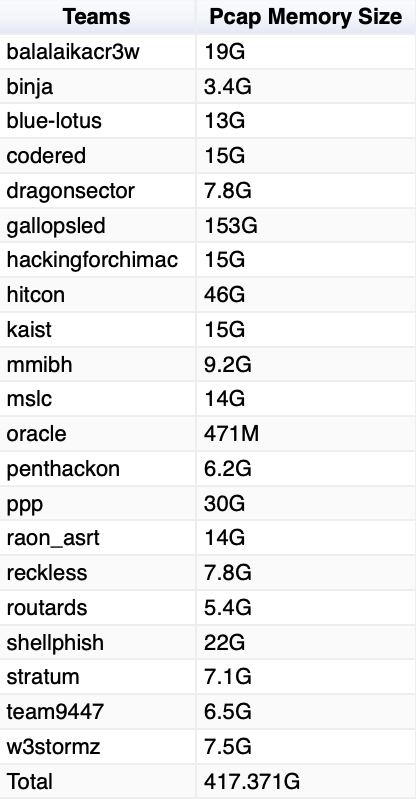 Teams Pcap Memory Size
balalaikacr3w 19G
binja 3.4G
blue-lotus 13G
codered 15G
dragonsector 7.8G
gallopsled 153G
hackingforchimac 15G
hitcon 46G
kaist 15G
mmibh 9.2G
mslc 14G
oracle 471M
penthackon 6.2G
ppp 30G
raon_asrt 14G
reckless 7.8G
routards 5.4G
shellphish 22G
stratum 7.1G
team9447 6.5G
w3stormz 7.5G
Total 417.371G